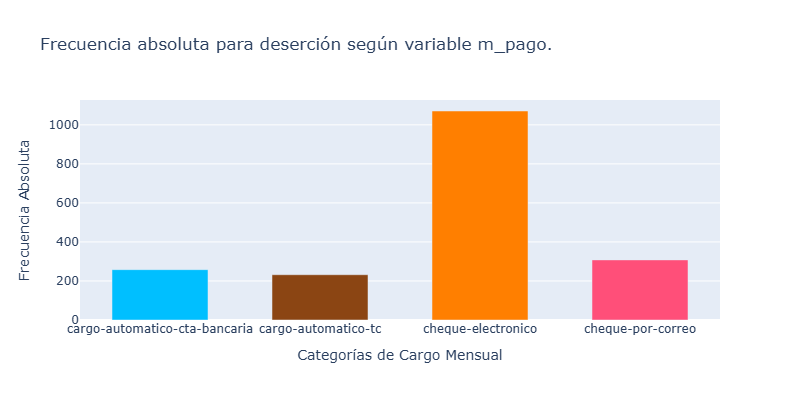 Frecuencia absoluta para deserción según variable m_pago.
Frecuencia Absoluta
1000
800
600
400
200
0
cargo-automatico-cta-bancaria cargo-automatico-tc cheque-electronico cheque-por-correo
Categorías de Cargo Mensual